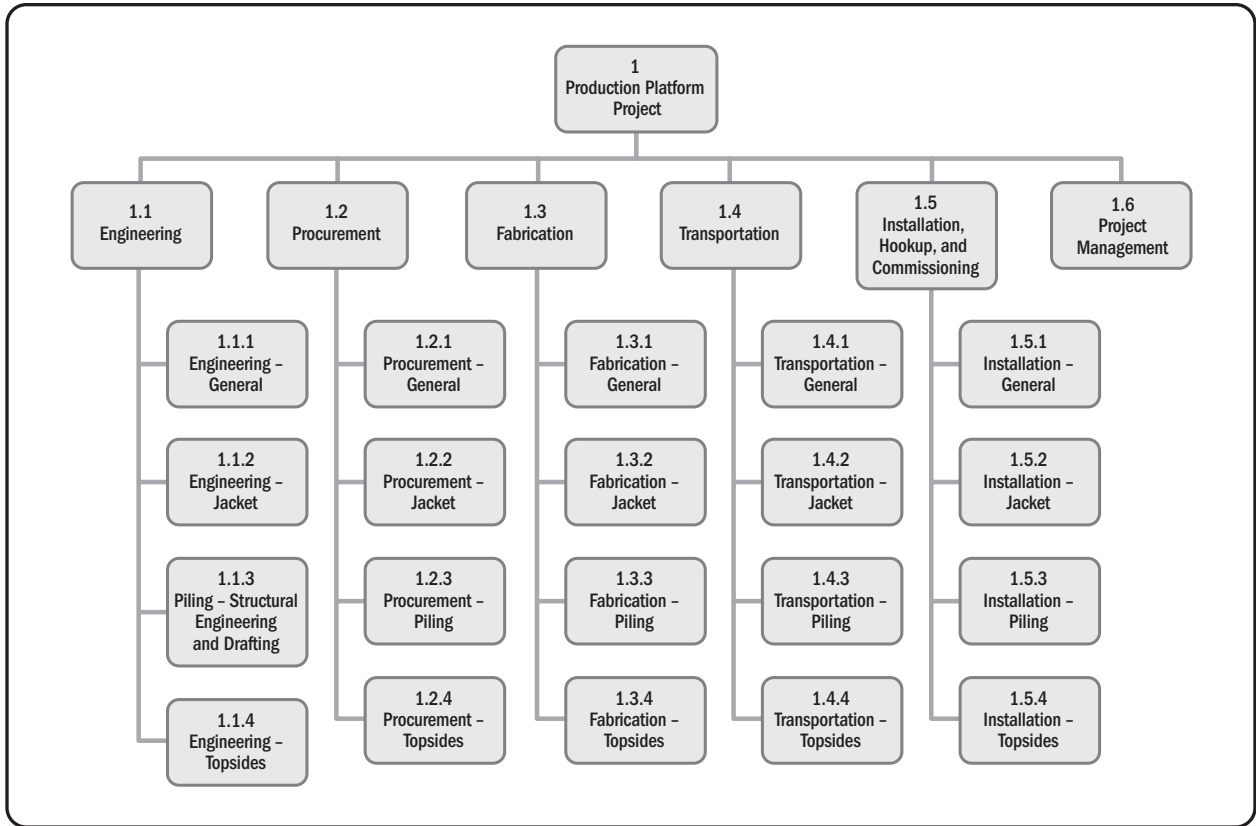 1
Production Platform
Project
1.1
Engineering
1.2
Procurement
1.3
Fabrication
1.4
Transportation
1.5
Installation,
Hookup, and
Commissioning
1.6
Project
Management
1.1.1
Engineering –
General
1.2.1
Procurement –
General
1.3.1
Fabrication –
General
1.4.1
Transportation –
General
1.5.1
Installation –
General
1.1.2
Engineering –
Jacket
1.2.2
Procurement –
Jacket
1.3.2
Fabrication –
Jacket
1.4.2
Transportation –
Jacket
1.5.2
Installation –
Jacket
1.1.3
Piling – Structural
Engineering
and Drafting
1.2.3
Procurement –
Piling
1.3.3
Fabrication –
Piling
1.4.3
Transportation –
Piling
1.5.3
Installation –
Piling
1.1.4
Engineering –
Topsides
1.2.4
Procurement –
Topsides
1.3.4
Fabrication –
Topsides
1.4.4
Transportation –
Topsides
1.5.4
Installation –
Topsides